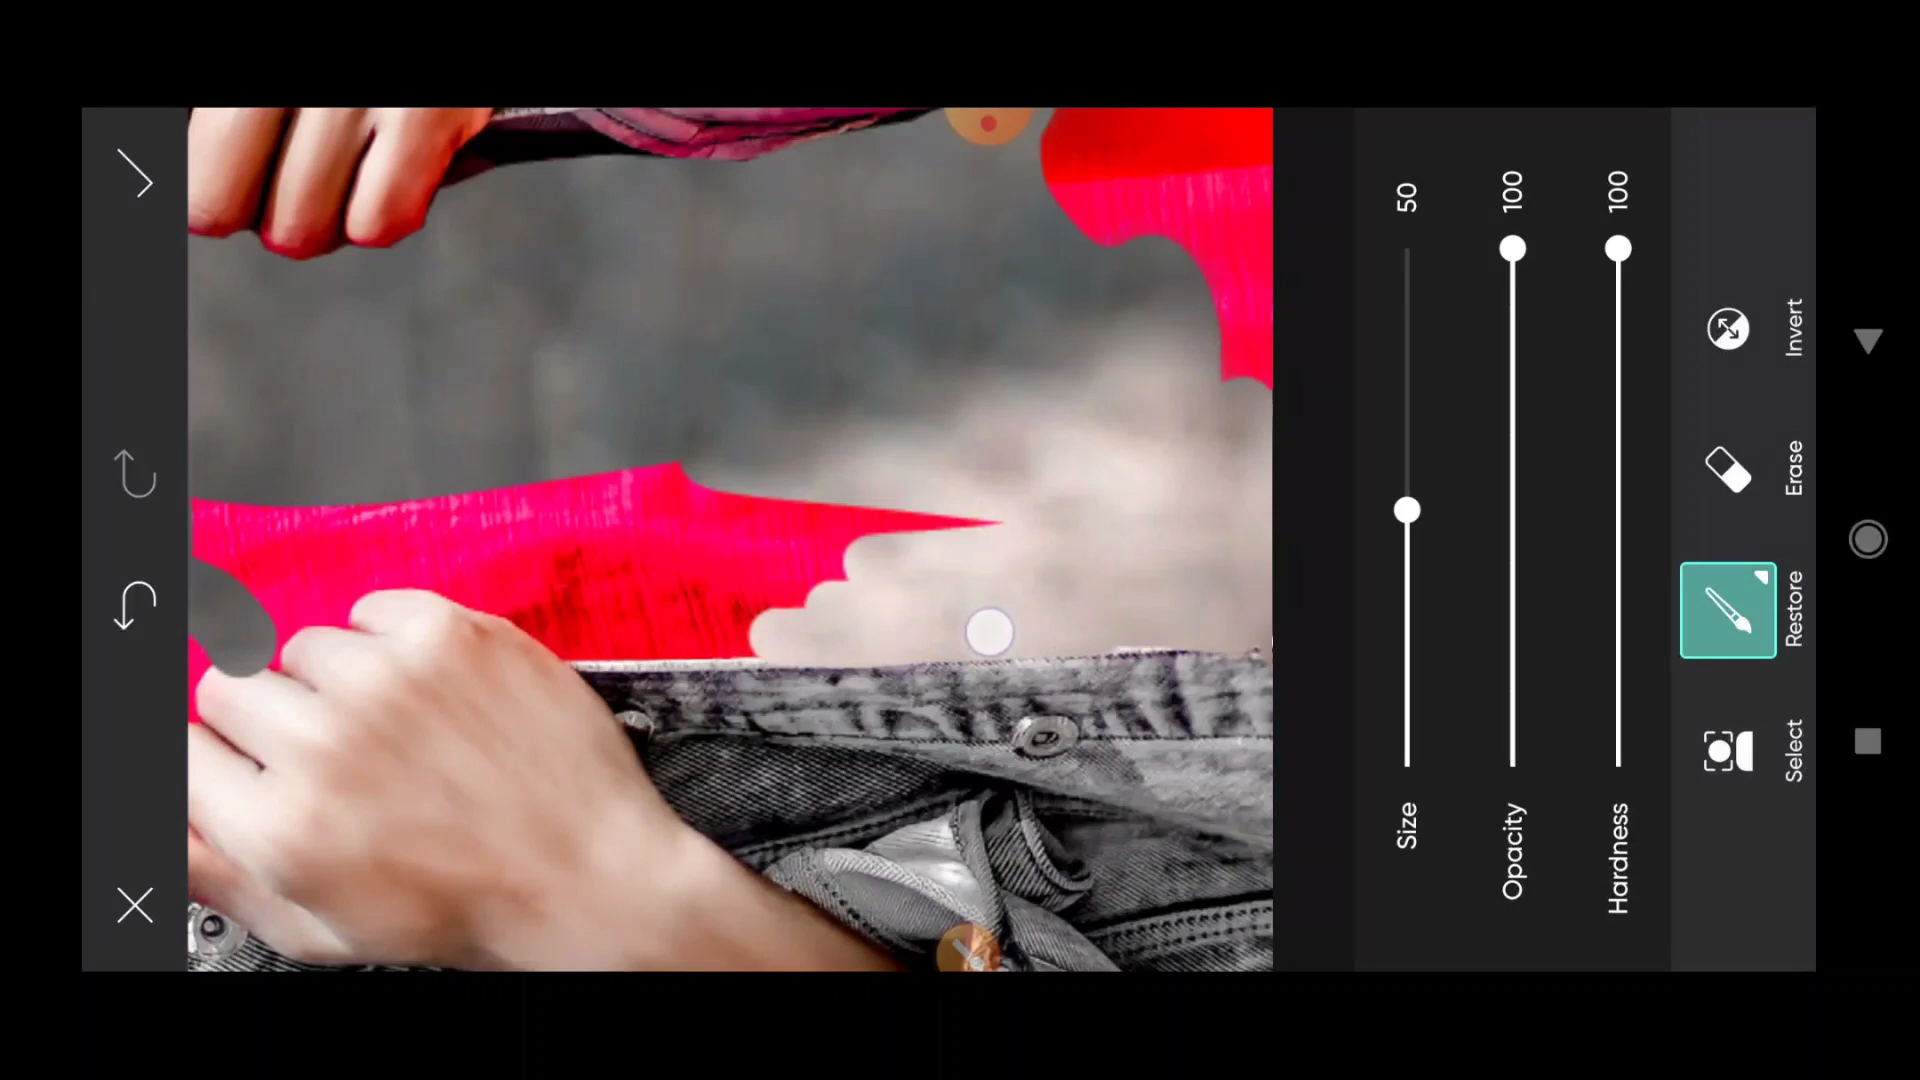 Size 50
Opacity 100
Hardness 100
Select
Restore
Erase
Invert